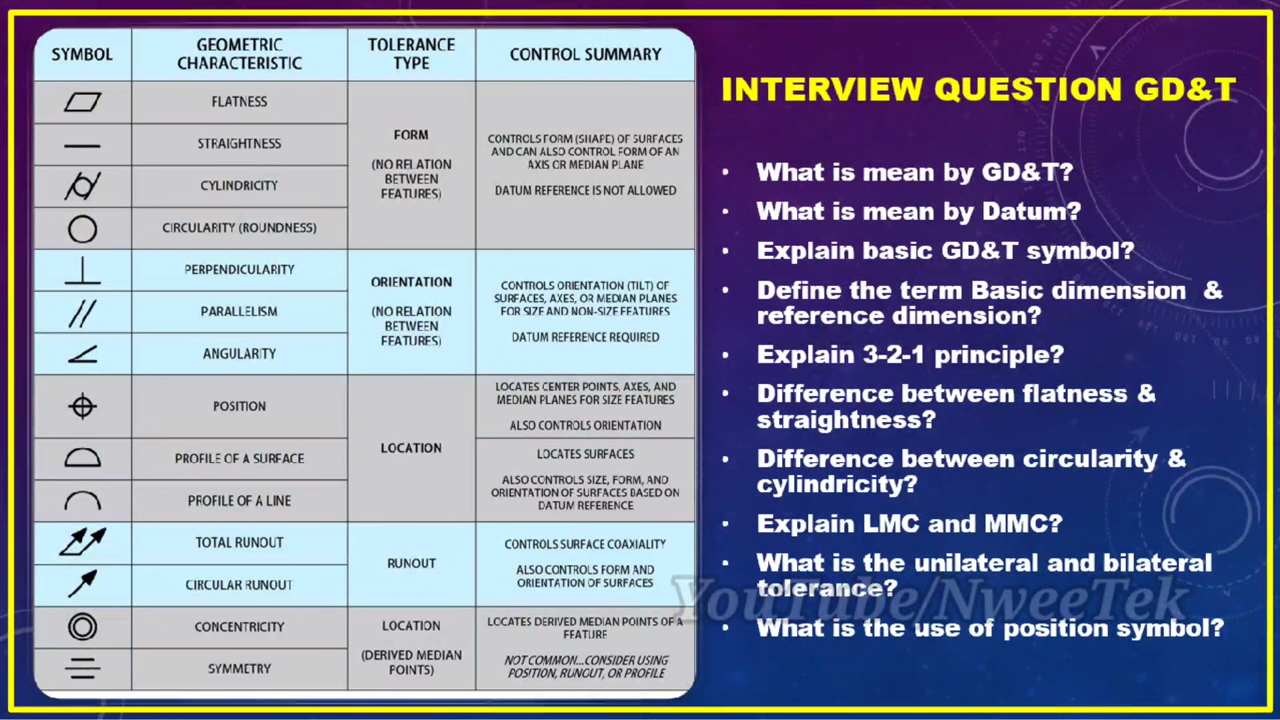 SYMBOL
GEOMETRIC
CHARACTERISTIC
TOLERANCE
TYPE
CONTROL SUMMARY
FLATNESS
STRAIGHTNESS
CYLINDRICITY
CIRCULARITY (ROUNDNESS)
FORM
(NO RELATION
BETWEEN
FEATURES)
CONTROLS FORM (SHAPE) OF SURFACES
AND CAN ALSO CONTROL FORM OF AN
AXIS OR MEDIAN PLANE
DATUM REFERENCE IS NOT ALLOWED
PERPENDICULARITY
PARALLELISM
ANGULARITY
ORIENTATION
(NO RELATION
BETWEEN
FEATURES)
CONTROLS ORIENTATION (TILT) OF
SURFACES, AXES, OR MEDIAN PLANES
FOR SIZE AND NON-SIZE FEATURES
DATUM REFERENCE REQUIRED
POSITION
PROFILE OF A SURFACE
PROFILE OF A LINE
LOCATION
LOCATES CENTER POINTS, AXES, AND
MEDIAN PLANES FOR SIZE FEATURES
ALSO CONTROLS ORIENTATION
LOCATES SURFACES
ALSO CONTROLS SIZE, FORM, AND
ORIENTATION OF SURFACES BASED ON
DATUM REFERENCE
TOTAL RUNOUT
CIRCULAR RUNOUT
RUNOUT
CONTROLS SURFACE COAXIALITY
ALSO CONTROLS FORM AND
ORIENTATION OF SURFACES
CONCENTRICITY
SYMMETRY
LOCATION
(DERIVED MEDIAN
POINTS)
LOCATES DERIVED MEDIAN POINTS OF A
FEATURE
NOT COMMON...CONSIDER USING
POSITION, RUNOUT, OR PROFILE
INTERVIEW QUESTION GD&T
• What is mean by GD&T?
• What is mean by Datum?
• Explain basic GD&T symbol?
• Define the term Basic dimension &
reference dimension?
• Explain 3-2-1 principle?
• Difference between flatness &
straightness?
• Difference between circularity &
cylindricity?
• Explain LMC and MMC?
• What is the unilateral and bilateral
tolerance?
• What is the use of position symbol?
YouTube/NweeTek